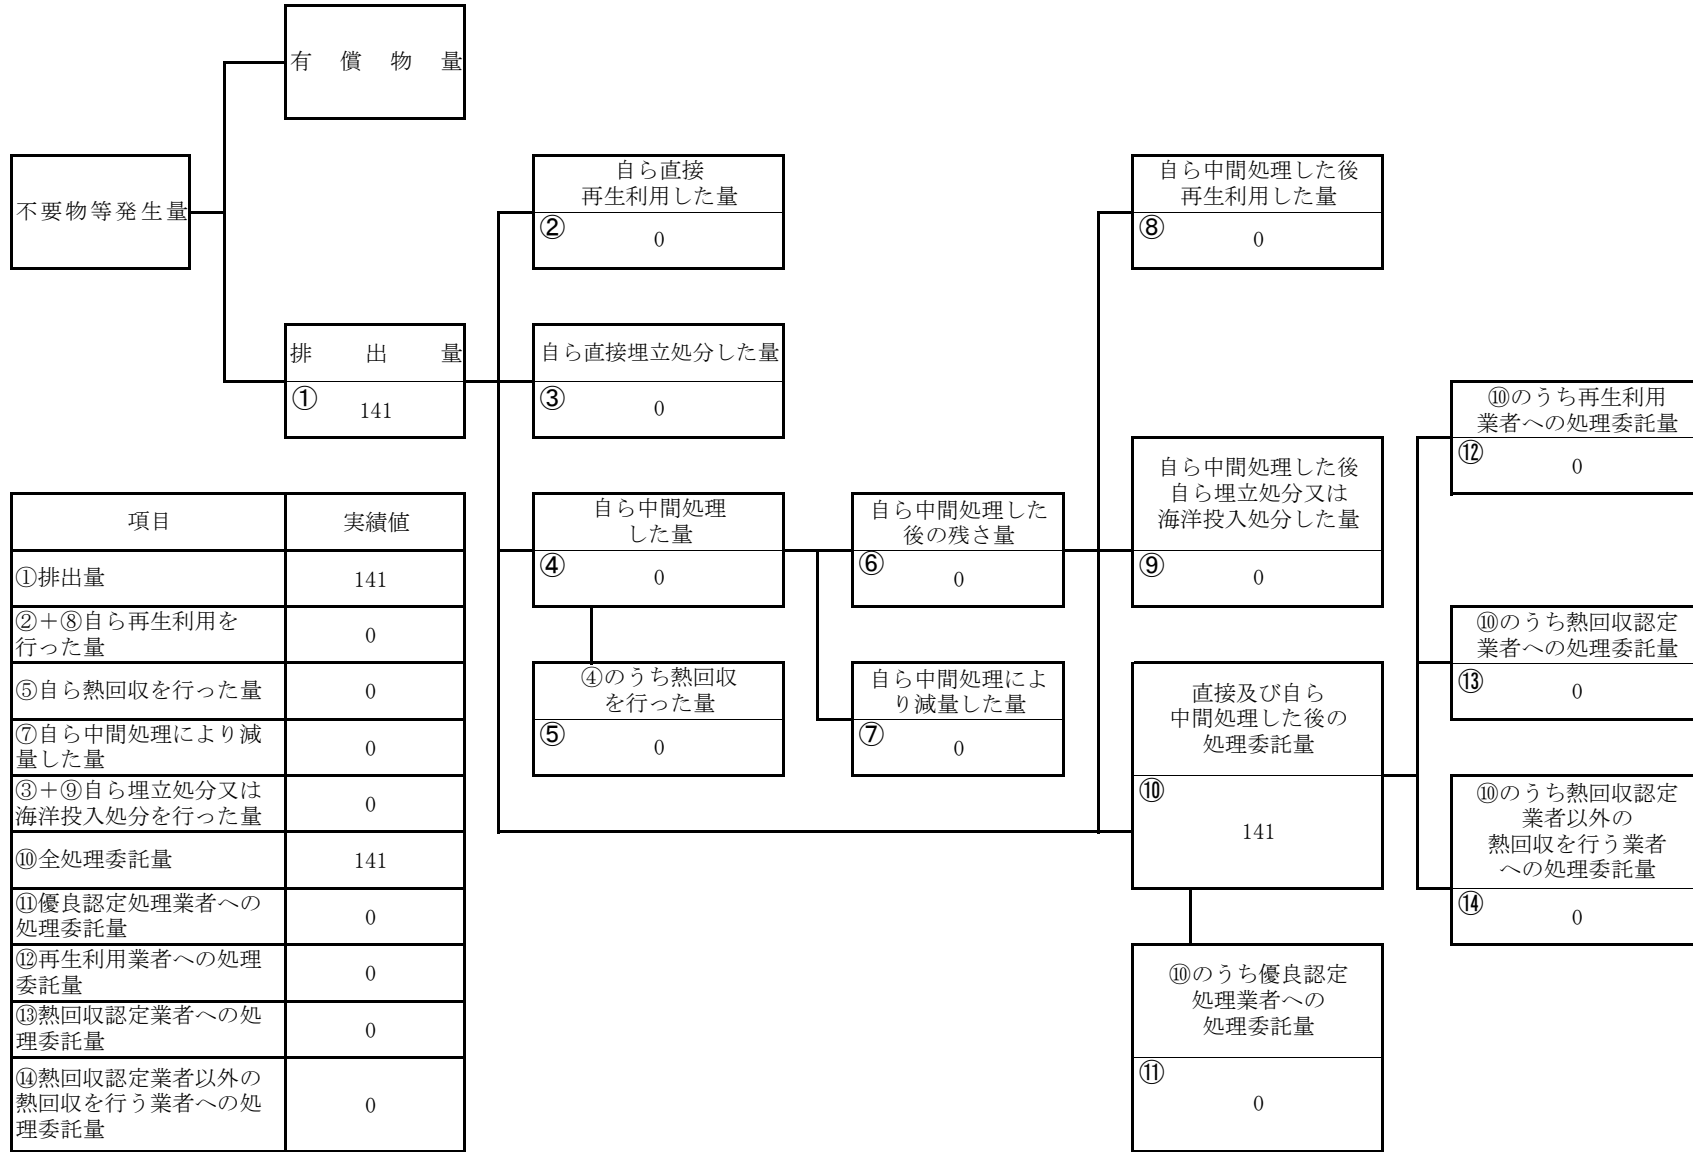 有償物量
不要物等発生量
排出量
①
141
自ら直接
再生利用した量
②
0
自ら直接埋立処分した量
③
0
自ら中間処理
した量
④
0
④のうち熱回収
を行った量
⑤
0
自ら中間処理した
後の残さ量
⑥
0
自ら中間処理によ
り減量した量
⑦
0
自ら中間処理した後
再生利用した量
⑧
0
自ら中間処理した後
自ら埋立処分又は
海洋投入処分した量
⑨
0
直接及び自ら
中間処理した後の
処理委託量
⑩
141
⑩のうち優良認定
処理業者への
処理委託量
⑪
0
⑩のうち再生利用
業者への処理委託量
⑫
0
⑩のうち熱回収認定
業者への処理委託量
⑬
0
⑩のうち熱回収認定
業者以外の
熱回収を行う業者
への処理委託量
⑭
0
項目 実績値
①排出量 141
②＋⑧自ら再生利用を
行った量 0
⑤自ら熱回収を行った量 0
⑦自ら中間処理により減
量した量 0
③＋⑨自ら埋立処分又は
海洋投入処分を行った量 0
⑩全処理委託量 141
⑪優良認定処理業者への
処理委託量 0
⑫再生利用業者への処理
委託量 0
⑬熱回収認定業者への処
理委託量 0
⑭熱回収認定業者以外の
熱回収を行う業者への処
理委託量 0